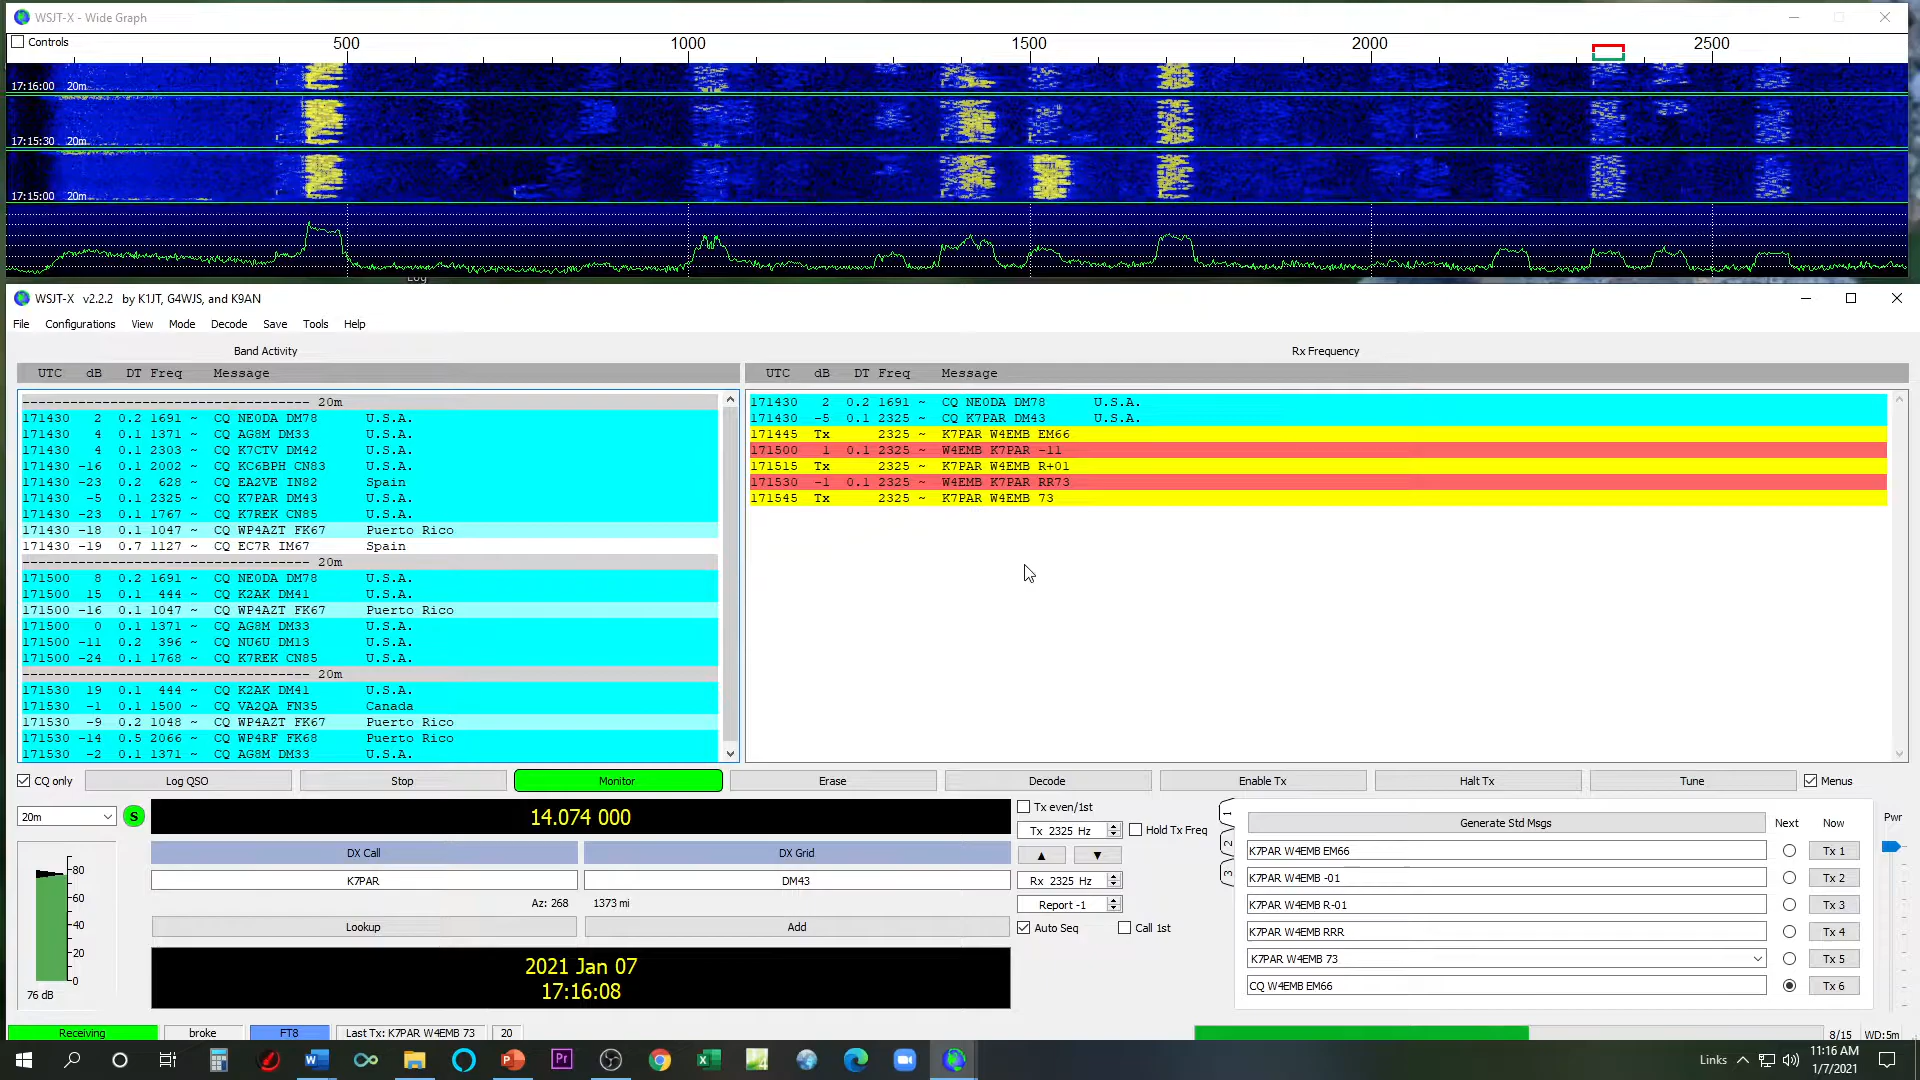 WSJT-X - Wide Graph
Controls
500 1000 1500 2000 2500
17:16:00 20m
17:15:30 20m
17:15:00 20m
WSJT-X v2.2.2 by K1JT, G4WJS, and K9AN
File Configurations View Mode Decode Save Tools Help
Band Activity
UTC dB DT Freq Message
------------------------------------ 20m
171430 2 0.2 1691 ~ CQ NE0DA DM78 U.S.A.
171430 4 0.1 1371 ~ CQ AG8M DM33 U.S.A.
171430 4 0.1 2303 ~ CQ K7CTV DM42 U.S.A.
171430 -16 0.1 2002 ~ CQ KC6BPH CN83 U.S.A.
171430 -23 0.2 628 ~ CQ EA2VE IN82 Spain
171430 -5 0.1 2325 ~ CQ K7PAR DM43 U.S.A.
171430 -23 0.1 1767 ~ CQ K7REK CN85 U.S.A.
171430 -18 0.1 1047 ~ CQ WP4AZT FK67 Puerto Rico
171430 -19 0.7 1127 ~ CQ EC7R IM67 Spain
------------------------------------ 20m
171500 8 0.2 1691 ~ CQ NE0DA DM78 U.S.A.
171500 15 0.1 444 ~ CQ K2AK DM41 U.S.A.
171500 -16 0.1 1047 ~ CQ WP4AZT FK67 Puerto Rico
171500 0 0.1 1371 ~ CQ AG8M DM33 U.S.A.
171500 -11 0.2 396 ~ CQ NU6U DM13 U.S.A.
171500 -24 0.1 1768 ~ CQ K7REK CN85 U.S.A.
------------------------------------ 20m
171530 19 0.1 444 ~ CQ K2AK DM41 U.S.A.
171530 -1 0.1 1500 ~ CQ VA2QA FN35 Canada
171530 -9 0.2 1048 ~ CQ WP4AZT FK67 Puerto Rico
171530 -14 0.5 2066 ~ CQ WP4RF FK68 Puerto Rico
171530 -2 0.1 1371 ~ CQ AG8M DM33 U.S.A.
Rx Frequency
UTC dB DT Freq Message
171430 2 0.2 1691 ~ CQ NE0DA DM78 U.S.A.
171430 -5 0.1 2325 ~ CQ K7PAR DM43 U.S.A.
171445 Tx 2325 ~ K7PAR W4EMB EM66
171500 1 0.1 2325 ~ W4EMB K7PAR -11
171515 Tx 2325 ~ K7PAR W4EMB R+01
171530 -1 0.1 2325 ~ W4EMB K7PAR RR73
171545 Tx 2325 ~ K7PAR W4EMB 73
CQ only Log QSO Stop Monitor Erase Decode Enable Tx Halt Tx Tune Menus
20m S 14.074 000
DX Call DX Grid
K7PAR DM43
Az: 268 1373 mi
Lookup Add
2021 Jan 07
17:16:08
80
60
40
20
0
76 dB
Tx even/1st
Tx 2325 Hz Hold Tx Freq
Rx 2325 Hz
Report -1
Auto Seq Call 1st
1
2
3
Generate Std Msgs Next Now Pwr
K7PAR W4EMB EM66 Tx 1
K7PAR W4EMB -01 Tx 2
K7PAR W4EMB R-01 Tx 3
K7PAR W4EMB RRR Tx 4
K7PAR W4EMB 73 Tx 5
CQ W4EMB EM66 Tx 6
Receiving broke FT8 Last Tx: K7PAR W4EMB 73 20 8/15 WD:5m
Links 11:16 AM
1/7/2021